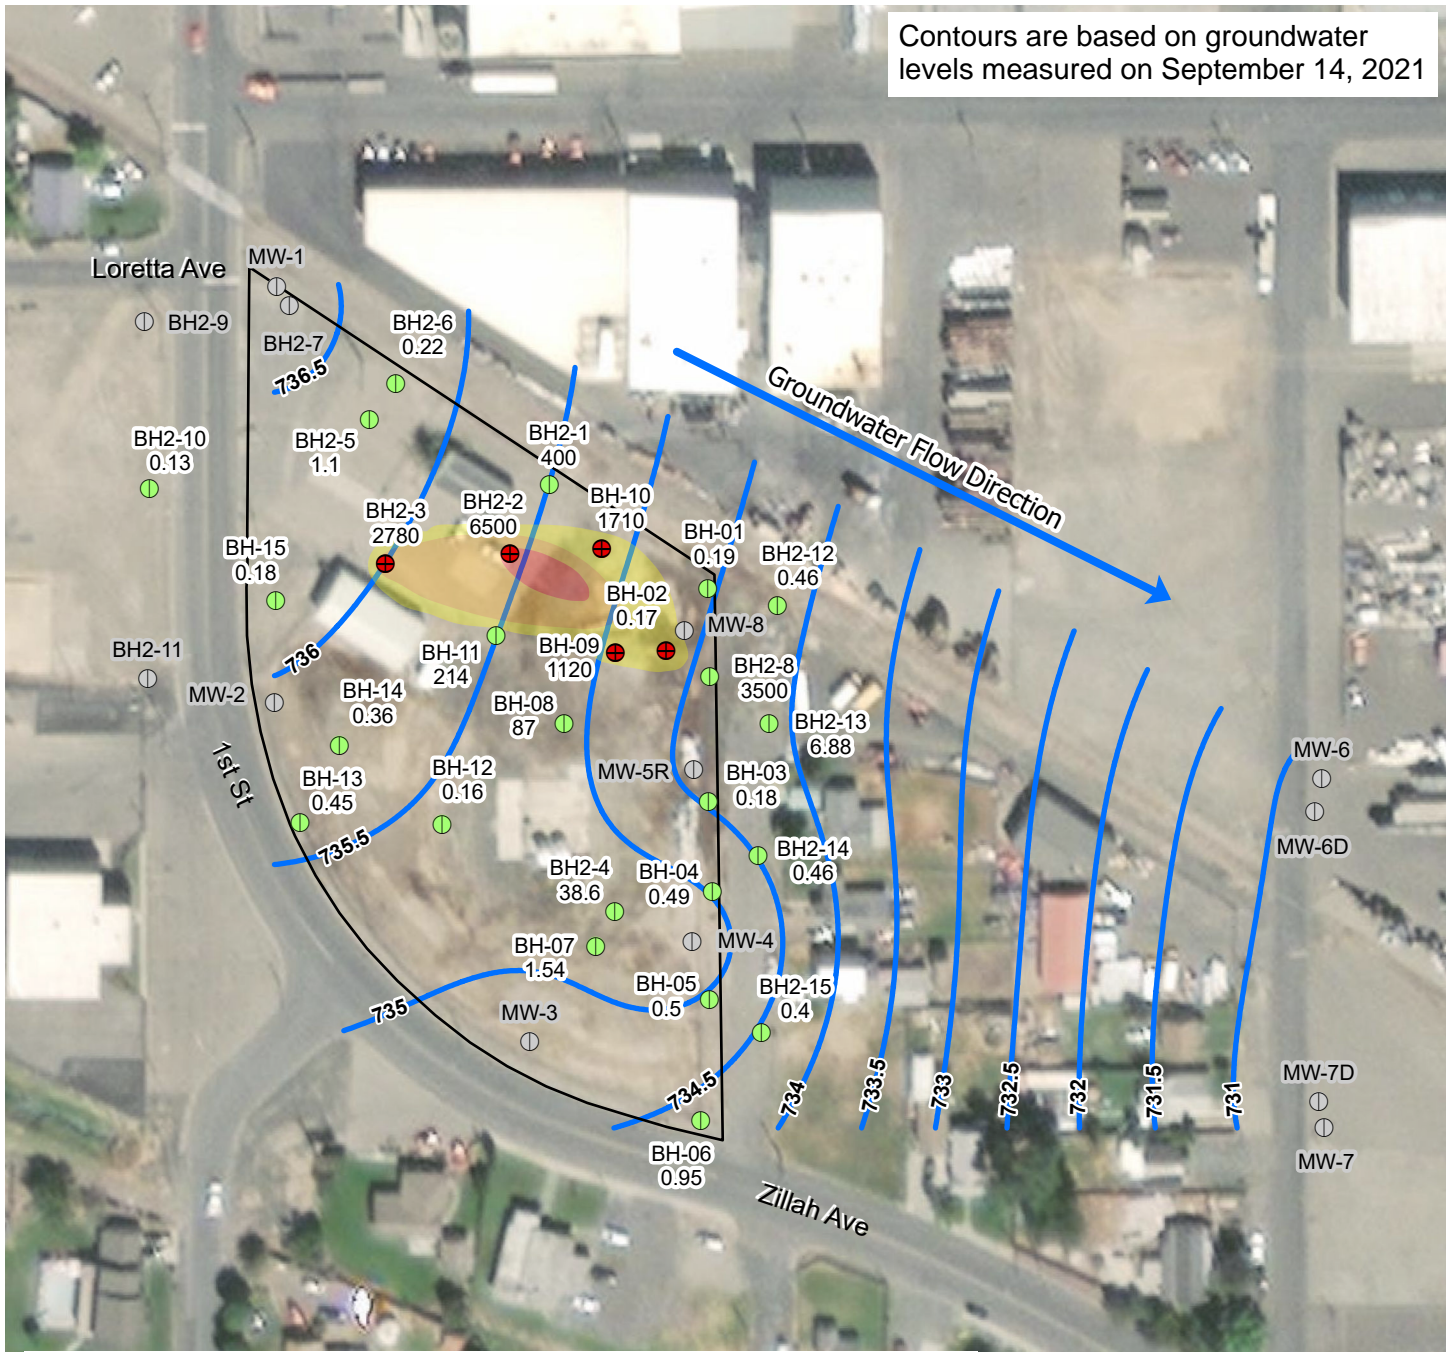 Contours are based on groundwater
levels measured on September 14, 2021
Loretta Ave
MW-1
BH2-9
BH2-7
736.5
BH2-6
0.22
BH2-10
0.13
BH2-5
1.1
BH2-1
400
Groundwater Flow Direction
BH2-3
2780
BH2-2
6500
BH-10
1710
BH-01
0.19
BH2-12
0.46
BH-15
0.18
BH-02
0.17
MW-8
BH2-11
736
BH-11
214
BH-09
1120
BH2-8
3500
MW-2
BH-14
0.36
BH-08
87
BH2-13
6.88
1st St
BH-13
0.45
BH-12
0.16
MW-5R
BH-03
0.18
MW-6
MW-6D
735.5
BH2-4
38.6
BH-04
0.49
BH2-14
0.46
BH-07
1.54
MW-4
735
MW-3
BH-05
0.5
BH2-15
0.4
734.5
734
733.5
733
732.5
732
731.5
731
MW-7D
MW-7
BH-06
0.95
Zillah Ave